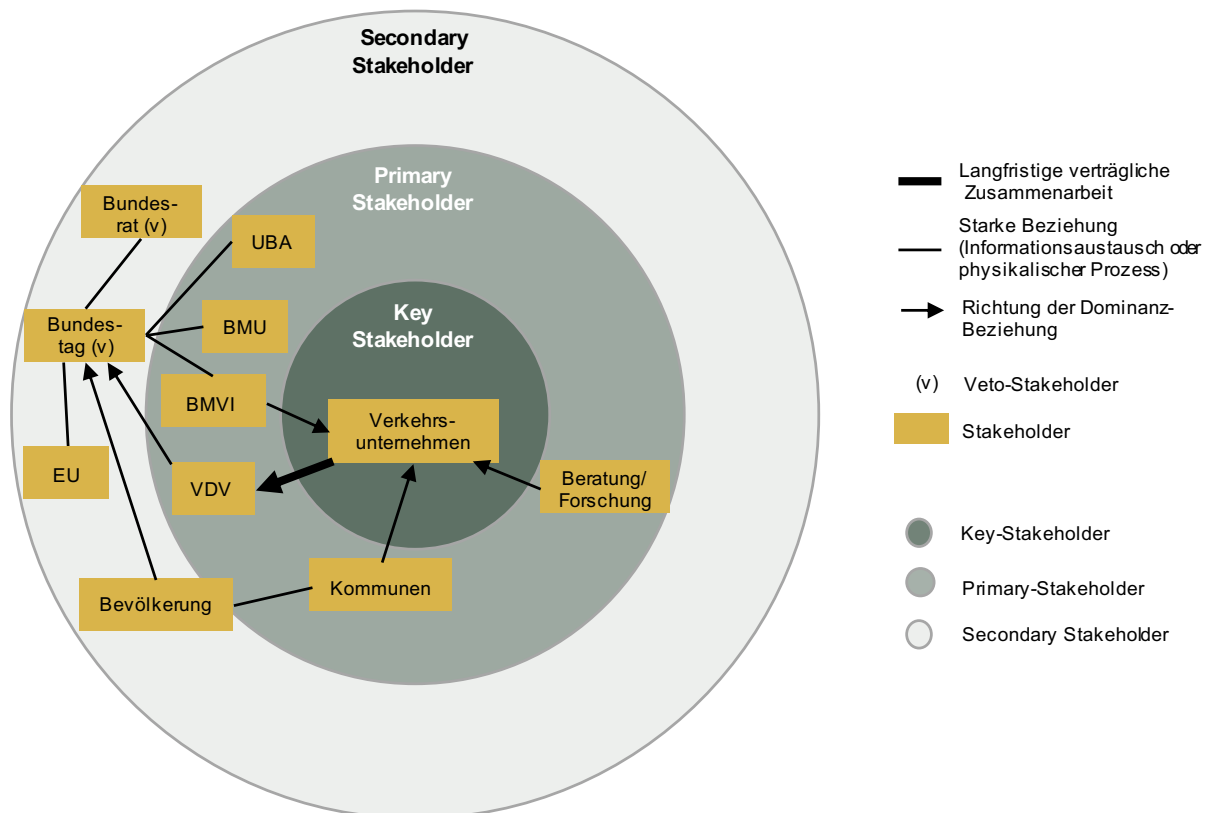 Secondary
Stakeholder
Primary
Stakeholder
Key
Stakeholder
Bundes-
rat (v)
UBA
Bundes-
tag (v)
BMU
BMVI
Verkehrs-
unternehmen
EU
VDV
Beratung/
Forschung
Bevölkerung
Kommunen
Langfristige verträgliche
Zusammenarbeit
Starke Beziehung
(Informationsaustausch oder
physikalischer Prozess)
Richtung der Dominanz-
Beziehung
(v) Veto-Stakeholder
Stakeholder
Key-Stakeholder
Primary-Stakeholder
Secondary Stakeholder